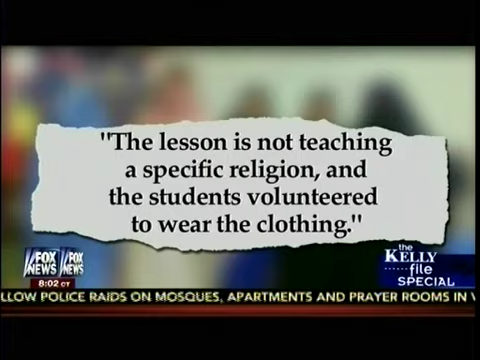 "The lesson is not teaching
a specific religion, and
the students volunteered
to wear the clothing."
FOX NEWS
FOX NEWS
8:02 CT
the
KELLY
file
SPECIAL
LLOW POLICE RAIDS ON MOSQUES, APARTMENTS AND PRAYER ROOMS IN